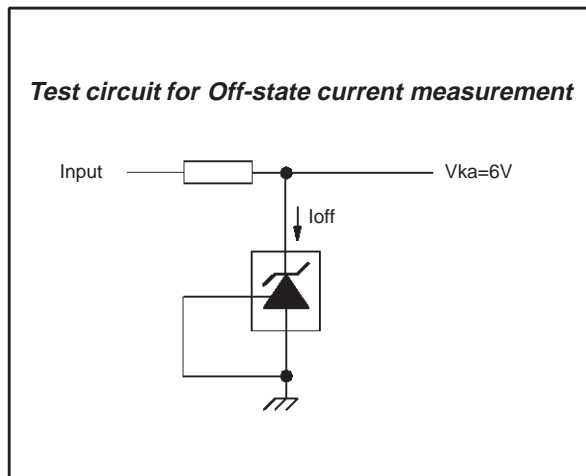 Test circuit for Off-state current measurement
Input
Vka=6V
Ioff